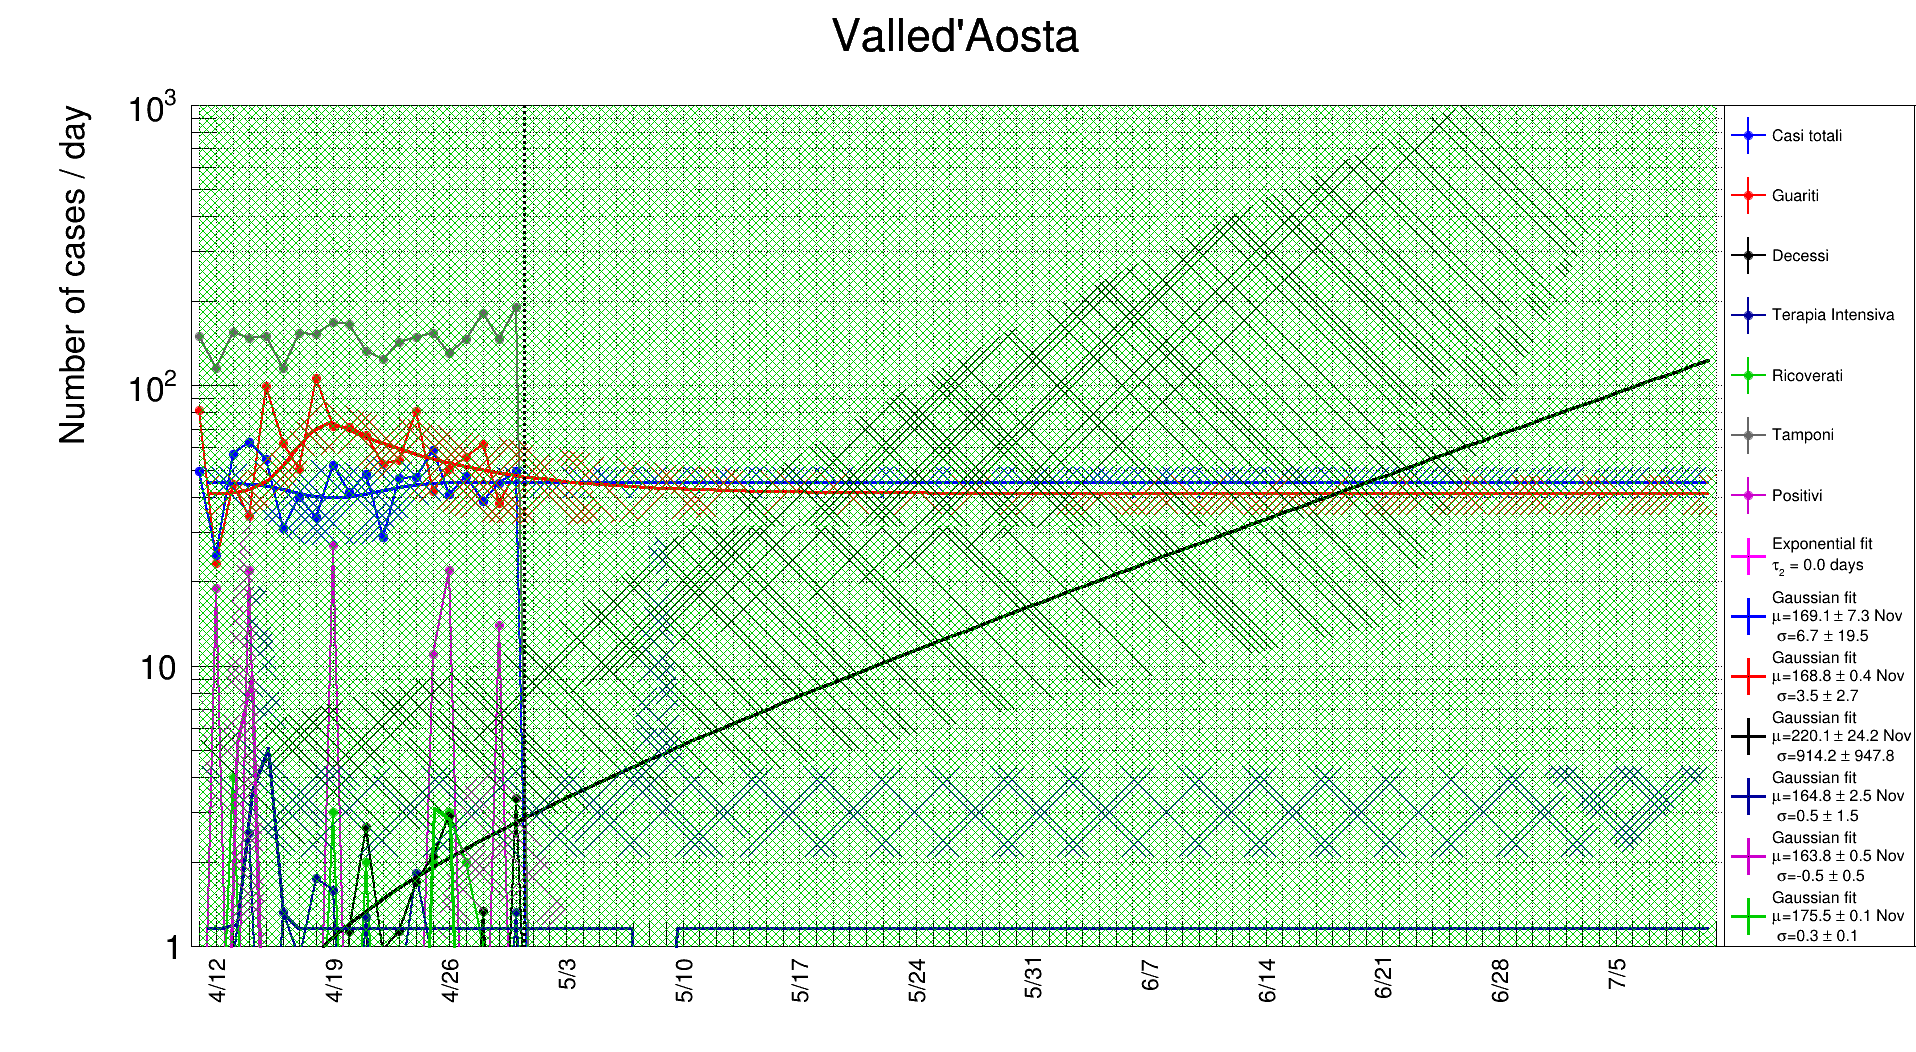 Valled'Aosta
Number of cases / day
10³
10²
10
1
4/12
4/19
4/26
5/3
5/10
5/17
5/24
5/31
6/7
6/14
6/21
6/28
7/5
Casi totali
Guariti
Decessi
Terapia Intensiva
Ricoverati
Tamponi
Positivi
Exponential fit
τ₂ = 0.0 days
Gaussian fit
μ=169.1 ± 7.3 Nov
σ=6.7 ± 19.5
Gaussian fit
μ=168.8 ± 0.4 Nov
σ=3.5 ± 2.7
Gaussian fit
μ=220.1 ± 24.2 Nov
σ=914.2 ± 947.8
Gaussian fit
μ=164.8 ± 2.5 Nov
σ=0.5 ± 1.5
Gaussian fit
μ=163.8 ± 0.5 Nov
σ=-0.5 ± 0.5
Gaussian fit
μ=175.5 ± 0.1 Nov
σ=0.3 ± 0.1